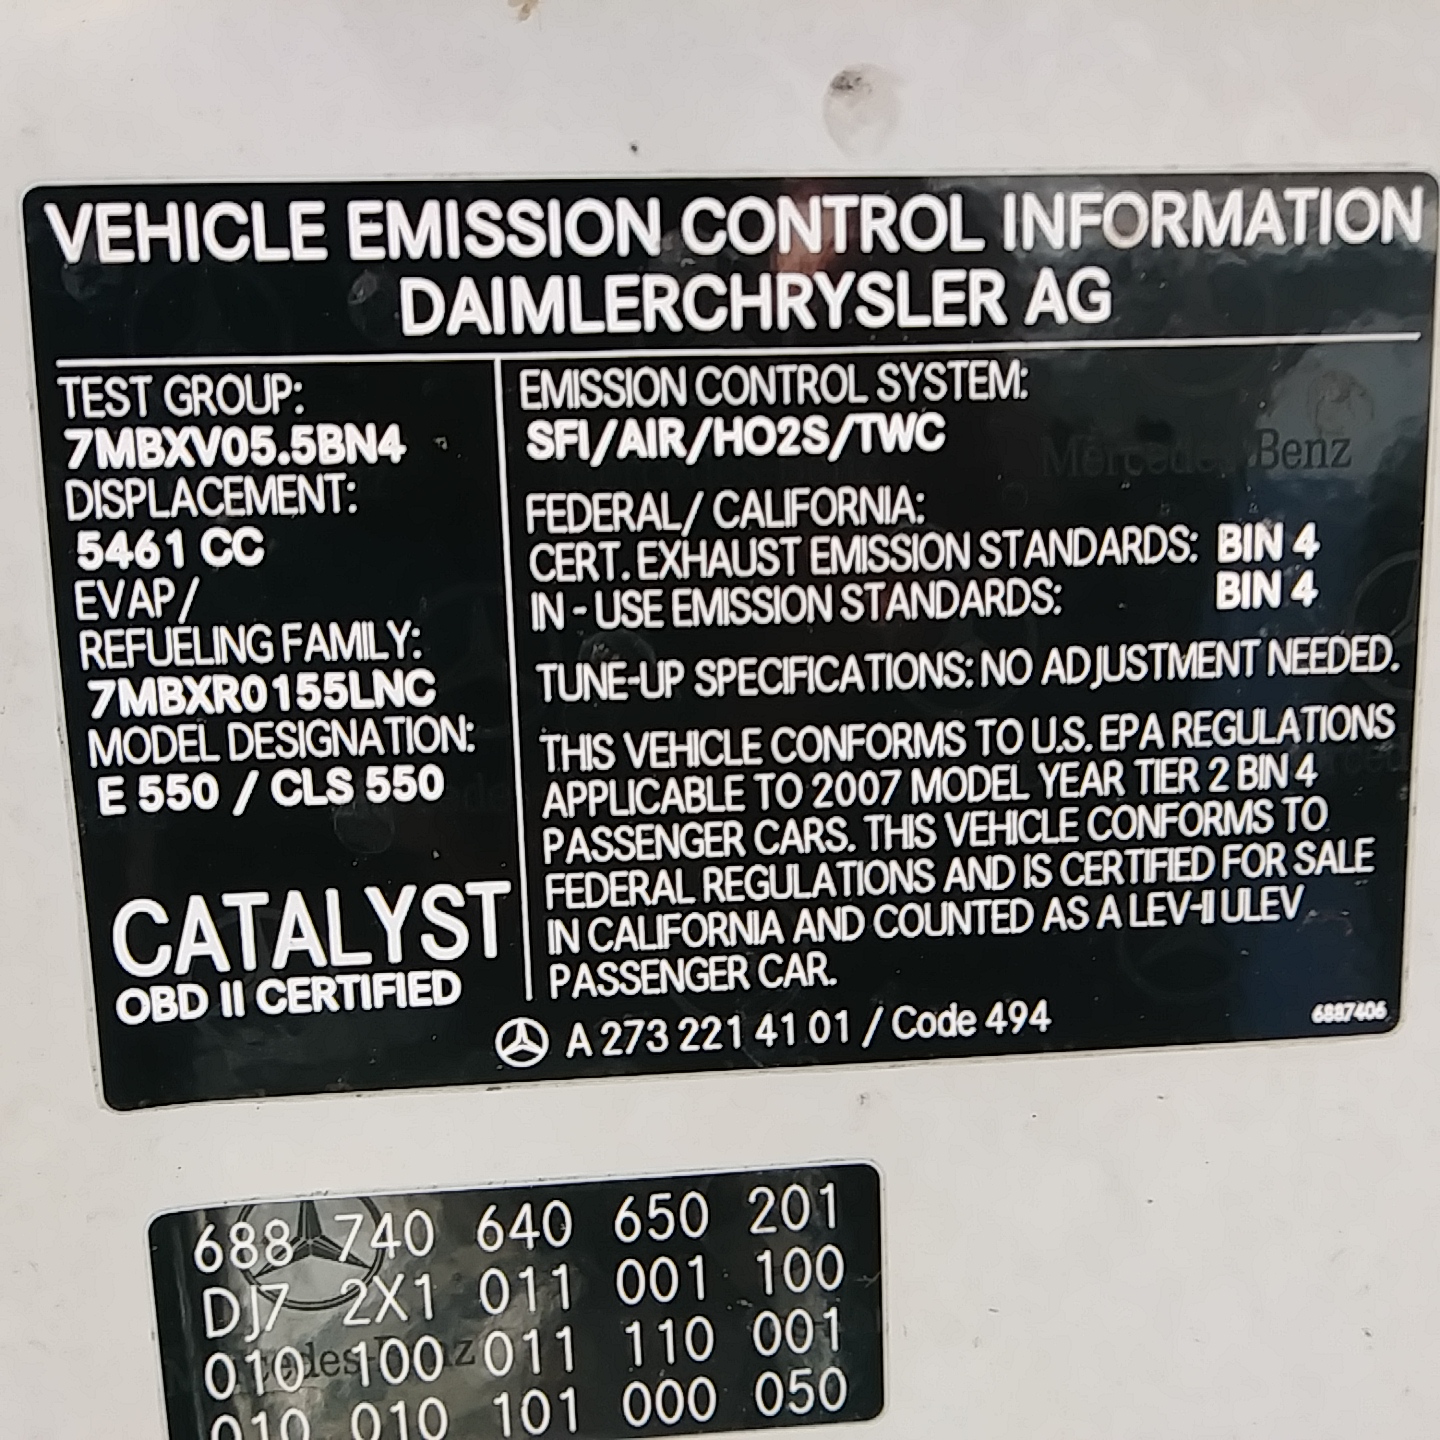 VEHICLE EMISSION CONTROL INFORMATION
DAIMLERCHRYSLER AG
TEST GROUP:
7MBXV05.5BN4
DISPLACEMENT:
5461 CC
EVAP/
REFUELING FAMILY:
7MBXR0155LNC
MODEL DESIGNATION:
E 550 / CLS 550
CATALYST
OBD II CERTIFIED
EMISSION CONTROL SYSTEM:
SFI/AIR/HO2S/TWC
Mercedes-Benz
FEDERAL/ CALIFORNIA:
CERT. EXHAUST EMISSION STANDARDS: BIN 4
IN - USE EMISSION STANDARDS: BIN 4
TUNE-UP SPECIFICATIONS: NO ADJUSTMENT NEEDED.
THIS VEHICLE CONFORMS TO U.S. EPA REGULATIONS
APPLICABLE TO 2007 MODEL YEAR TIER 2 BIN 4
PASSENGER CARS. THIS VEHICLE CONFORMS TO
FEDERAL REGULATIONS AND IS CERTIFIED FOR SALE
IN CALIFORNIA AND COUNTED AS A LEV-II ULEV
PASSENGER CAR.
A 273 221 41 01 / Code 494
6887406
688 740 640 650 201
DJ7 2X1 011 001 100
010 100 011 110 001
Mercedes-Benz
010 010 101 000 050